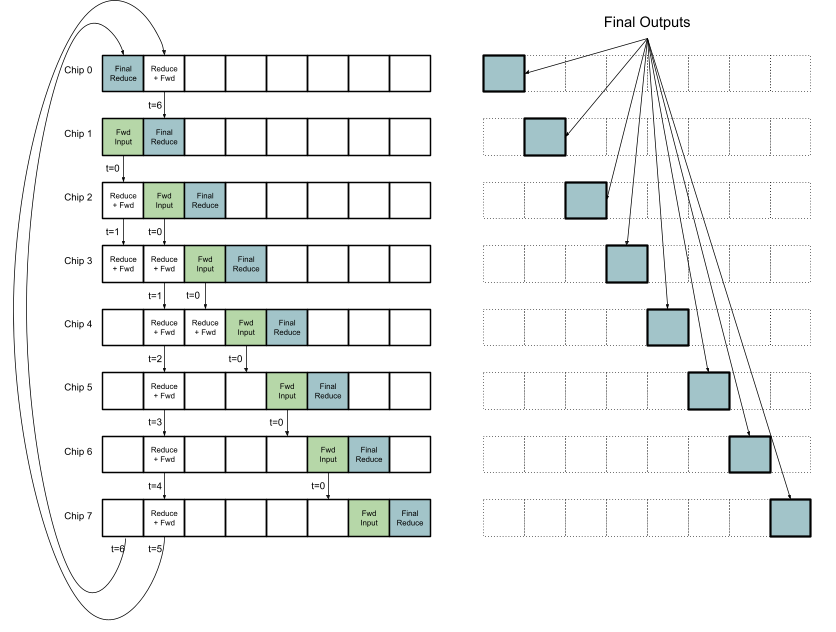 Final Outputs
Chip 0
Final
Reduce
Reduce
+ Fwd
t=6
Chip 1
Fwd
Input
Final
Reduce
t=0
Chip 2
Reduce
+ Fwd
Fwd
Input
Final
Reduce
t=1
t=0
Chip 3
Reduce
+ Fwd
Reduce
+ Fwd
Fwd
Input
Final
Reduce
t=1
t=0
Chip 4
Reduce
+ Fwd
Reduce
+ Fwd
Fwd
Input
Final
Reduce
t=2
t=0
Chip 5
Reduce
+ Fwd
Fwd
Input
Final
Reduce
t=3
t=0
Chip 6
Reduce
+ Fwd
Fwd
Input
Final
Reduce
t=4
t=0
Chip 7
Reduce
+ Fwd
Fwd
Input
Final
Reduce
t=6
t=5